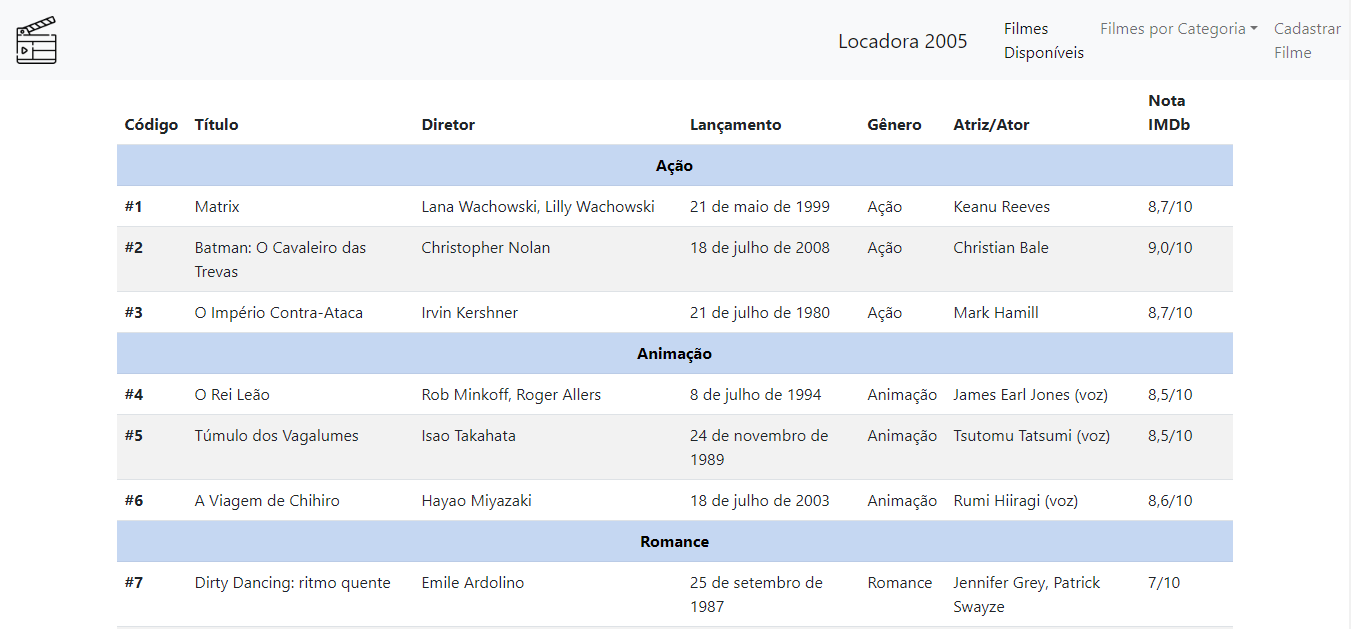 Locadora 2005
Filmes
Disponíveis
Filmes por Categoria
Cadastrar
Filme
Código Título Diretor Lançamento Gênero Atriz/Ator Nota
IMDb
Ação
#1 Matrix Lana Wachowski, Lilly Wachowski 21 de maio de 1999 Ação Keanu Reeves 8,7/10
#2 Batman: O Cavaleiro das Christopher Nolan 18 de julho de 2008 Ação Christian Bale 9,0/10
Trevas
#3 O Império Contra-Ataca Irvin Kershner 21 de julho de 1980 Ação Mark Hamill 8,7/10
Animação
#4 O Rei Leão Rob Minkoff, Roger Allers 8 de julho de 1994 Animação James Earl Jones (voz) 8,5/10
#5 Túmulo dos Vagalumes Isao Takahata 24 de novembro de Animação Tsutomu Tatsumi (voz) 8,5/10
1989
#6 A Viagem de Chihiro Hayao Miyazaki 18 de julho de 2003 Animação Rumi Hiiragi (voz) 8,6/10
Romance
#7 Dirty Dancing: ritmo quente Emile Ardolino 25 de setembro de Romance Jennifer Grey, Patrick 7/10
1987 Swayze